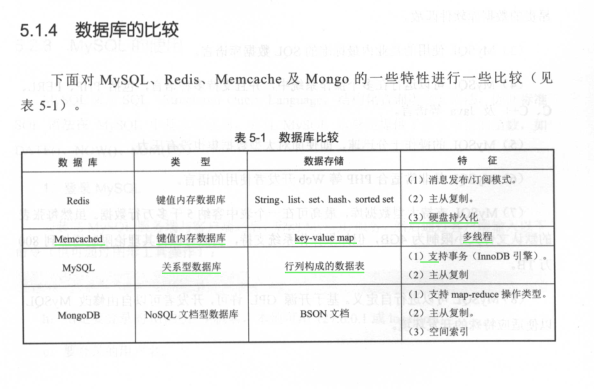 5.1.4 数据库的比较
下面对 MySQL、Redis、Memcache 及 Mongo 的一些特性进行一些比较（见
表 5-1）。
表 5-1 数据库比较
数 据 库 类 型 数据存储 特 征
Redis 键值内存数据库 String、list、set、hash、sorted set （1）消息发布/订阅模式。
（2）主从复制。
（3）硬盘持久化
Memcached 键值内存数据库 key-value map 多线程
MySQL 关系型数据库 行列构成的数据表 （1）支持事务（InnoDB 引擎）。
（2）主从复制
MongoDB NoSQL 文档型数据库 BSON 文档 （1）支持 map-reduce 操作类型。
（2）主从复制。
（3）空间索引